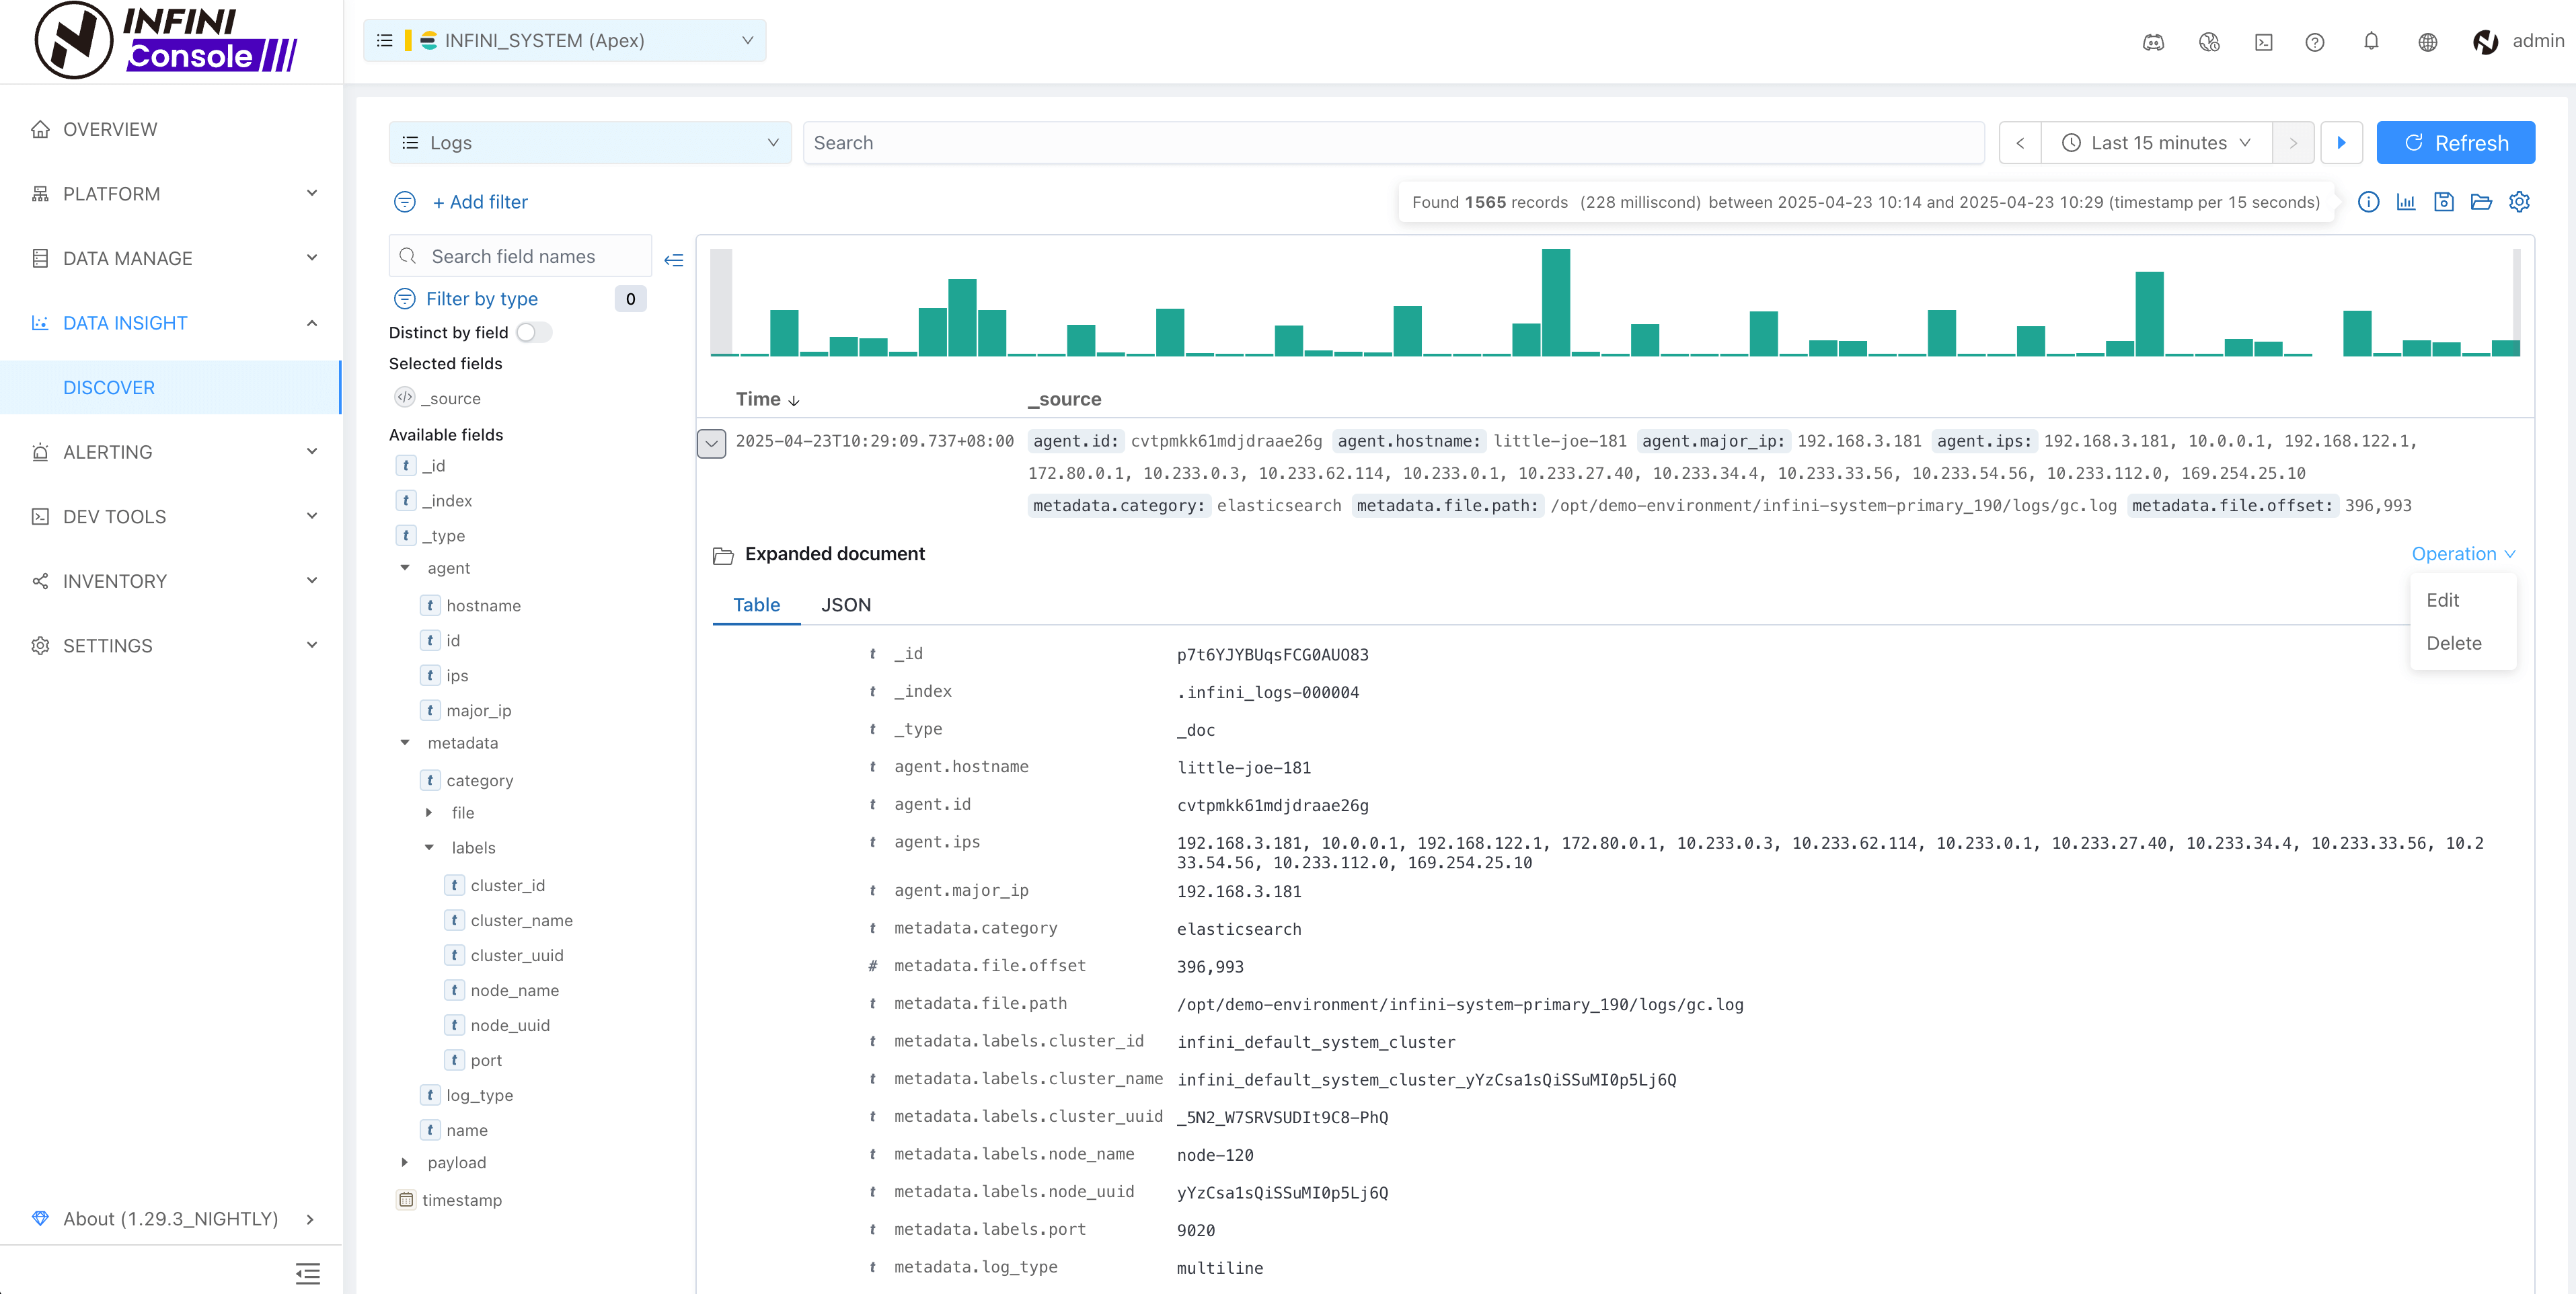 INFINI
Console
INFINI_SYSTEM (Apex)
admin
OVERVIEW
PLATFORM
DATA MANAGE
DATA INSIGHT
DISCOVER
ALERTING
DEV TOOLS
INVENTORY
SETTINGS
About (1.29.3_NIGHTLY)
Logs
Search
Last 15 minutes
Refresh
+ Add filter
Found 1565 records (228 milliscond) between 2025-04-23 10:14 and 2025-04-23 10:29 (timestamp per 15 seconds)
Search field names
Filter by type 0
Distinct by field
Selected fields
_source
Available fields
t _id
t _index
t _type
agent
t hostname
t id
t ips
t major_ip
metadata
t category
file
labels
t cluster_id
t cluster_name
t cluster_uuid
t node_name
t node_uuid
t port
t log_type
t name
payload
timestamp
Time _source
2025-04-23T10:29:09.737+08:00 agent.id: cvtpmkk61mdjdraae26g agent.hostname: little-joe-181 agent.major_ip: 192.168.3.181 agent.ips: 192.168.3.181, 10.0.0.1, 192.168.122.1,
172.80.0.1, 10.233.0.3, 10.233.62.114, 10.233.0.1, 10.233.27.40, 10.233.34.4, 10.233.33.56, 10.233.54.56, 10.233.112.0, 169.254.25.10
metadata.category: elasticsearch metadata.file.path: /opt/demo-environment/infini-system-primary_190/logs/gc.log metadata.file.offset: 396,993
Expanded document
Operation
Edit
Delete
Table JSON
t _id p7t6YJYBUqsFCG0AUO83
t _index .infini_logs-000004
t _type _doc
t agent.hostname little-joe-181
t agent.id cvtpmkk61mdjdraae26g
t agent.ips 192.168.3.181, 10.0.0.1, 192.168.122.1, 172.80.0.1, 10.233.0.3, 10.233.62.114, 10.233.0.1, 10.233.27.40, 10.233.34.4, 10.233.33.56, 10.2
33.54.56, 10.233.112.0, 169.254.25.10
t agent.major_ip 192.168.3.181
t metadata.category elasticsearch
# metadata.file.offset 396,993
t metadata.file.path /opt/demo-environment/infini-system-primary_190/logs/gc.log
t metadata.labels.cluster_id infini_default_system_cluster
t metadata.labels.cluster_name infini_default_system_cluster_yYzCsa1sQiSSuMI0p5Lj6Q
t metadata.labels.cluster_uuid _5N2_W7SRVSUDIt9C8-PhQ
t metadata.labels.node_name node-120
t metadata.labels.node_uuid yYzCsa1sQiSSuMI0p5Lj6Q
t metadata.labels.port 9020
t metadata.log_type multiline